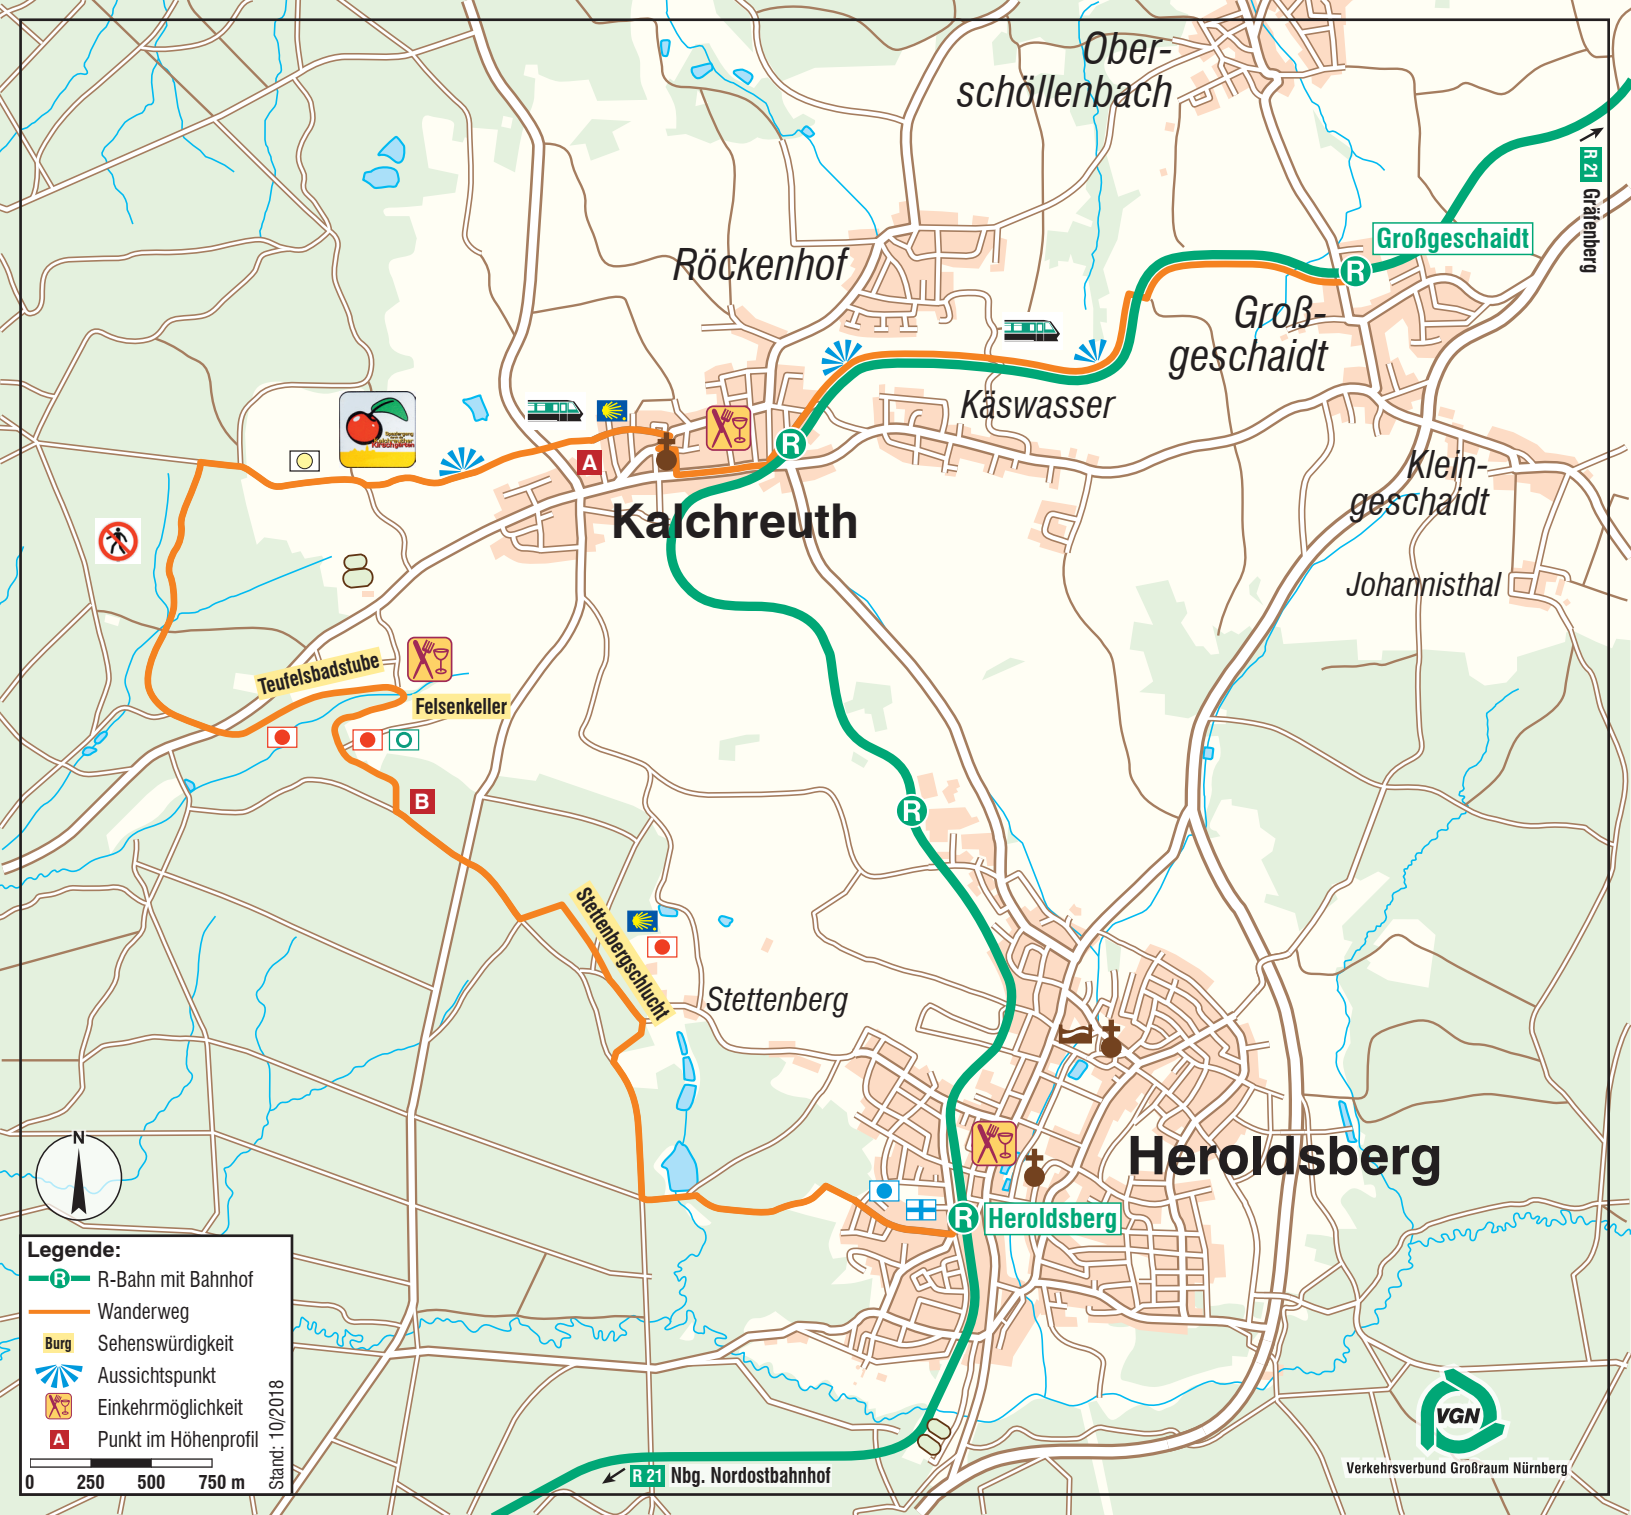 Ober-
schöllenbach
R 21 Gräfenberg
Großgeschaidt
R
Röckenhof
Groß-
geschaidt
Käswasser
R
A
Klein-
geschaidt
Kalchreuth
Johannisthal
Teufelsbadstube
Felsenkeller
B
R
Stettenbergschlucht
Stettenberg
N
Heroldsberg
R Heroldsberg
Legende:
R R-Bahn mit Bahnhof
Wanderweg
Burg Sehenswürdigkeit
Aussichtspunkt
Einkehrmöglichkeit
A Punkt im Höhenprofil
0 250 500 750 m
Stand: 10/2018
R 21 Nbg. Nordostbahnhof
VGN
Verkehrsverbund Großraum Nürnberg